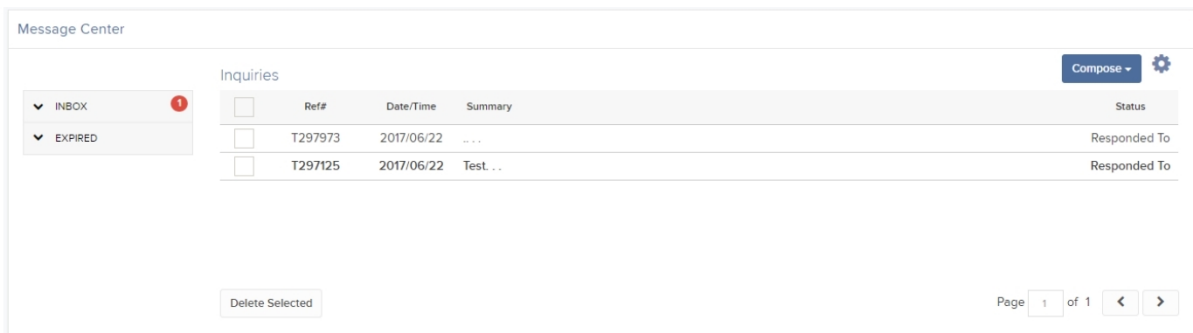 Message Center
Inquiries
Compose
INBOX 1
EXPIRED
Ref# Date/Time Summary Status
T297973 2017/06/22 .. . . Responded To
T297125 2017/06/22 Test. . . Responded To
Delete Selected
Page 1 of 1